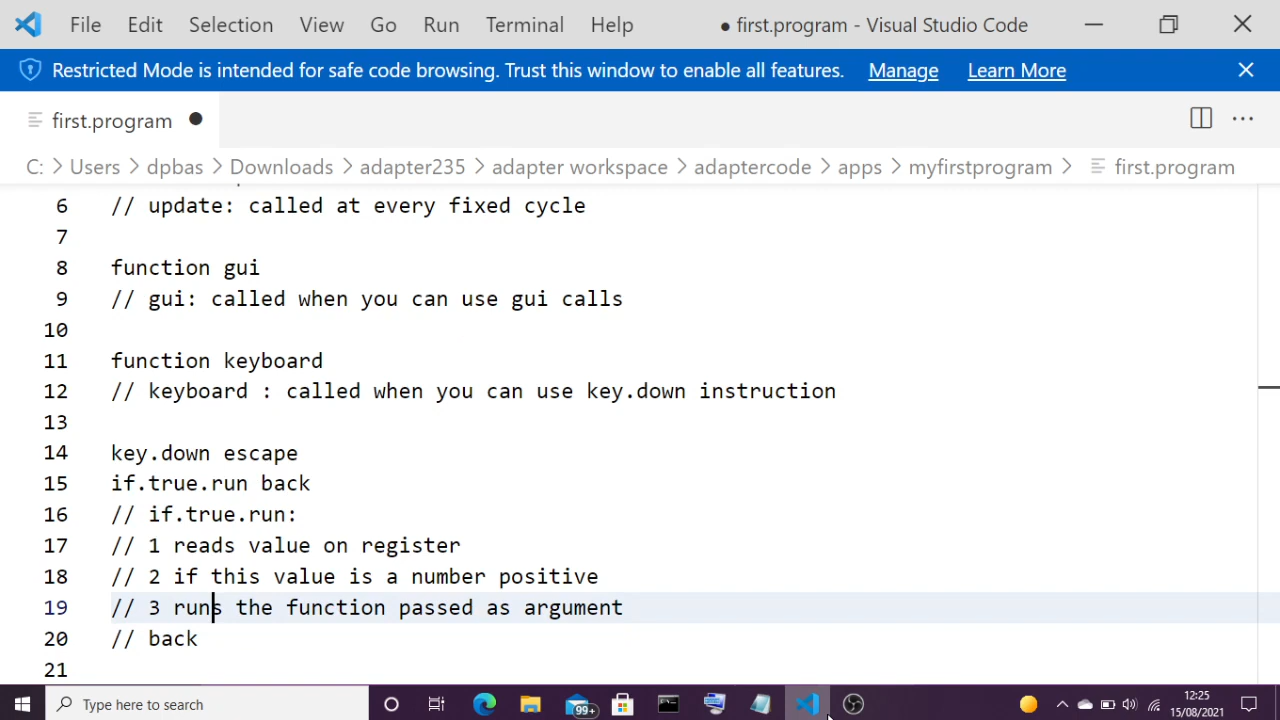 File Edit Selection View Go Run Terminal Help ● first.program - Visual Studio Code
Restricted Mode is intended for safe code browsing. Trust this window to enable all features. Manage Learn More
first.program
C: > Users > dpbas > Downloads > adapter235 > adapter workspace > adaptercode > apps > myfirstprogram > first.program
6 // update: called at every fixed cycle
7
8 function gui
9 // gui: called when you can use gui calls
10
11 function keyboard
12 // keyboard : called when you can use key.down instruction
13
14 key.down escape
15 if.true.run back
16 // if.true.run:
17 // 1 reads value on register
18 // 2 if this value is a number positive
19 // 3 runs the function passed as argument
20 // back
21
Type here to search
99+
12:25
15/08/2021